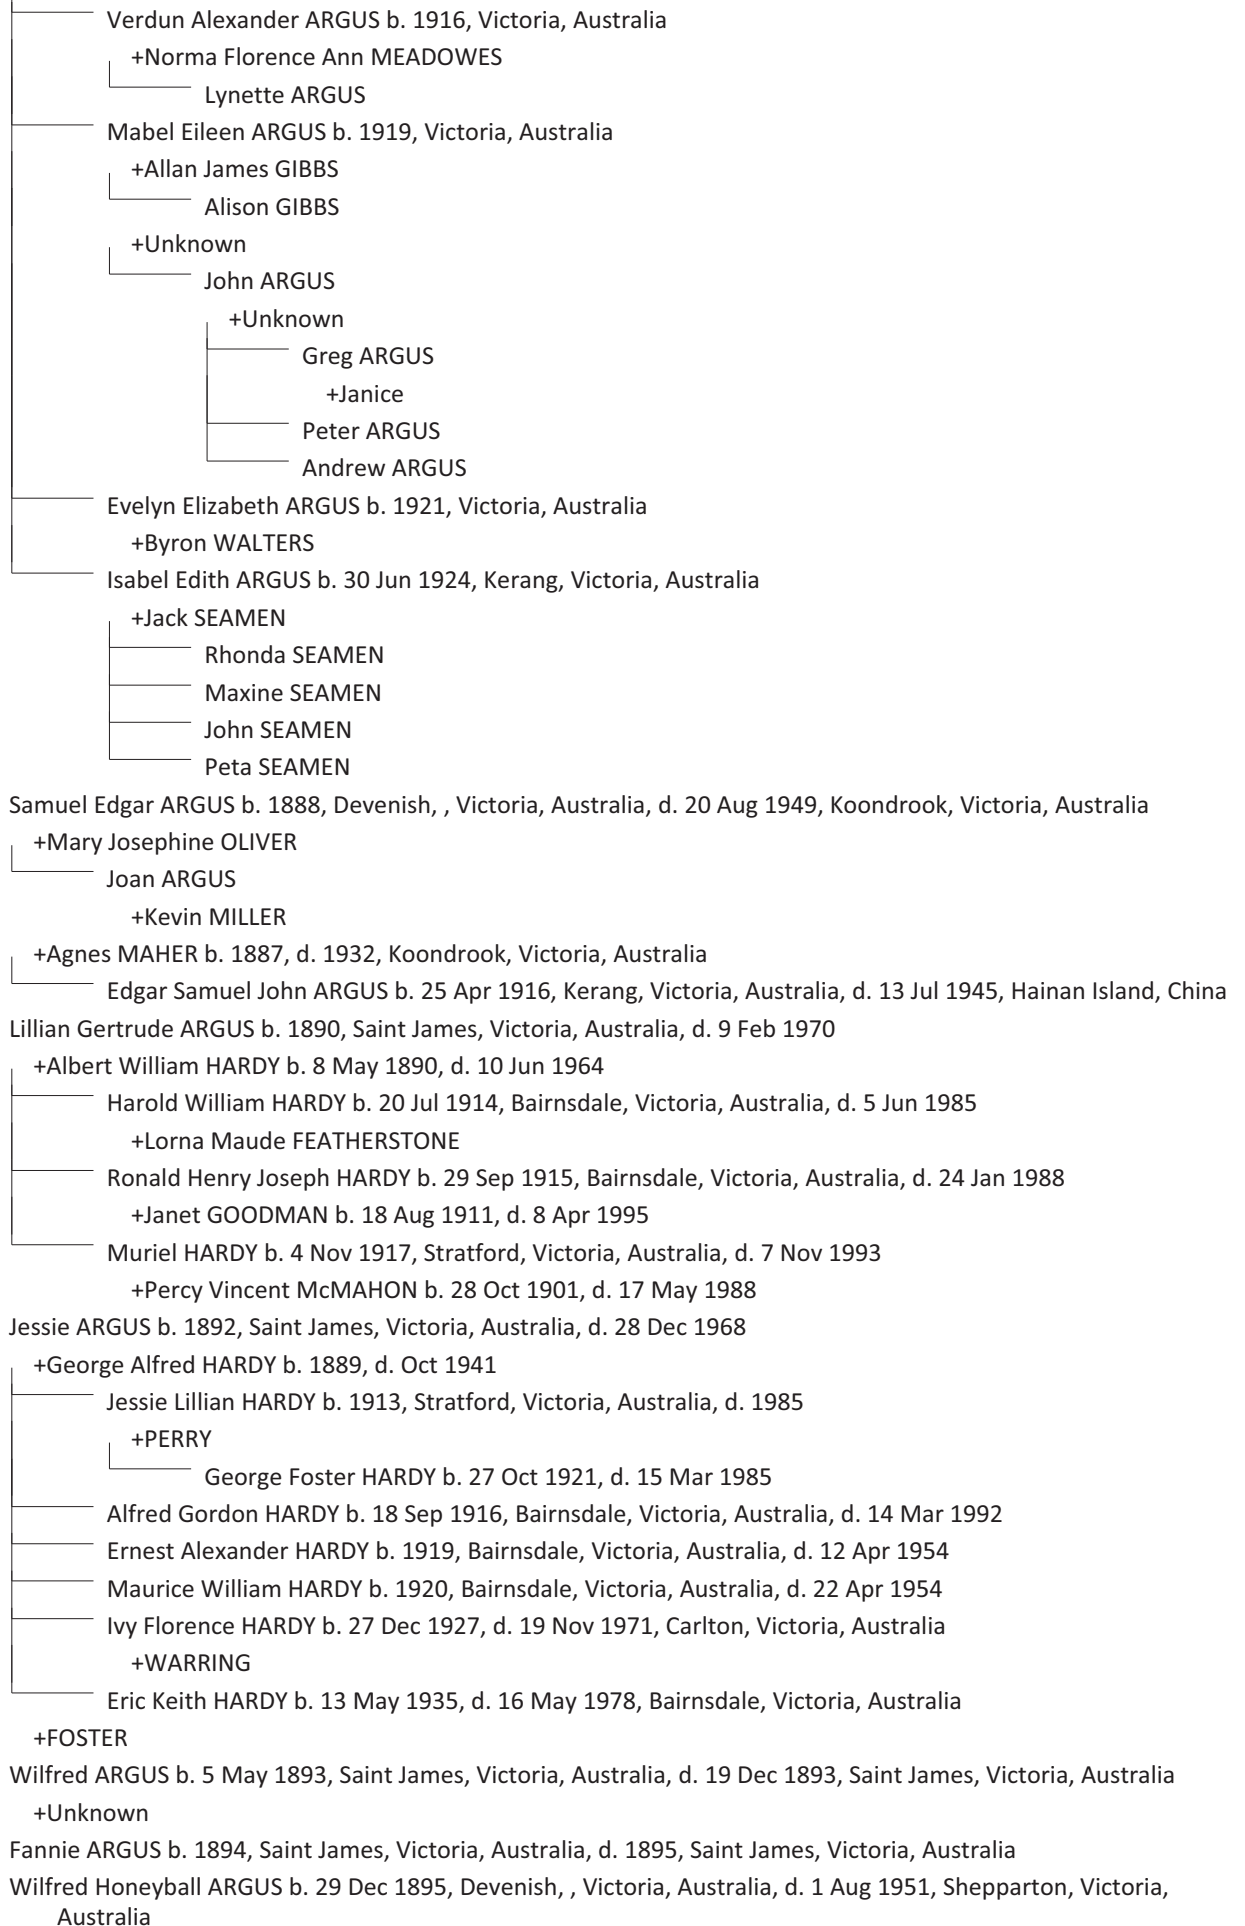 Verdun Alexander ARGUS b. 1916, Victoria, Australia
+Norma Florence Ann MEADOWES
Lynette ARGUS
Mabel Eileen ARGUS b. 1919, Victoria, Australia
+Allan James GIBBS
Alison GIBBS
+Unknown
John ARGUS
+Unknown
Greg ARGUS
+Janice
Peter ARGUS
Andrew ARGUS
Evelyn Elizabeth ARGUS b. 1921, Victoria, Australia
+Byron WALTERS
Isabel Edith ARGUS b. 30 Jun 1924, Kerang, Victoria, Australia
+Jack SEAMEN
Rhonda SEAMEN
Maxine SEAMEN
John SEAMEN
Peta SEAMEN
Samuel Edgar ARGUS b. 1888, Devenish, , Victoria, Australia, d. 20 Aug 1949, Koondrook, Victoria, Australia
+Mary Josephine OLIVER
Joan ARGUS
+Kevin MILLER
+Agnes MAHER b. 1887, d. 1932, Koondrook, Victoria, Australia
Edgar Samuel John ARGUS b. 25 Apr 1916, Kerang, Victoria, Australia, d. 13 Jul 1945, Hainan Island, China
Lillian Gertrude ARGUS b. 1890, Saint James, Victoria, Australia, d. 9 Feb 1970
+Albert William HARDY b. 8 May 1890, d. 10 Jun 1964
Harold William HARDY b. 20 Jul 1914, Bairnsdale, Victoria, Australia, d. 5 Jun 1985
+Lorna Maude FEATHERSTONE
Ronald Henry Joseph HARDY b. 29 Sep 1915, Bairnsdale, Victoria, Australia, d. 24 Jan 1988
+Janet GOODMAN b. 18 Aug 1911, d. 8 Apr 1995
Muriel HARDY b. 4 Nov 1917, Stratford, Victoria, Australia, d. 7 Nov 1993
+Percy Vincent McMAHON b. 28 Oct 1901, d. 17 May 1988
Jessie ARGUS b. 1892, Saint James, Victoria, Australia, d. 28 Dec 1968
+George Alfred HARDY b. 1889, d. Oct 1941
Jessie Lillian HARDY b. 1913, Stratford, Victoria, Australia, d. 1985
+PERRY
George Foster HARDY b. 27 Oct 1921, d. 15 Mar 1985
Alfred Gordon HARDY b. 18 Sep 1916, Bairnsdale, Victoria, Australia, d. 14 Mar 1992
Ernest Alexander HARDY b. 1919, Bairnsdale, Victoria, Australia, d. 12 Apr 1954
Maurice William HARDY b. 1920, Bairnsdale, Victoria, Australia, d. 22 Apr 1954
Ivy Florence HARDY b. 27 Dec 1927, d. 19 Nov 1971, Carlton, Victoria, Australia
+WARRING
Eric Keith HARDY b. 13 May 1935, d. 16 May 1978, Bairnsdale, Victoria, Australia
+FOSTER
Wilfred ARGUS b. 5 May 1893, Saint James, Victoria, Australia, d. 19 Dec 1893, Saint James, Victoria, Australia
+Unknown
Fannie ARGUS b. 1894, Saint James, Victoria, Australia, d. 1895, Saint James, Victoria, Australia
Wilfred Honeyball ARGUS b. 29 Dec 1895, Devenish, , Victoria, Australia, d. 1 Aug 1951, Shepparton, Victoria,
Australia